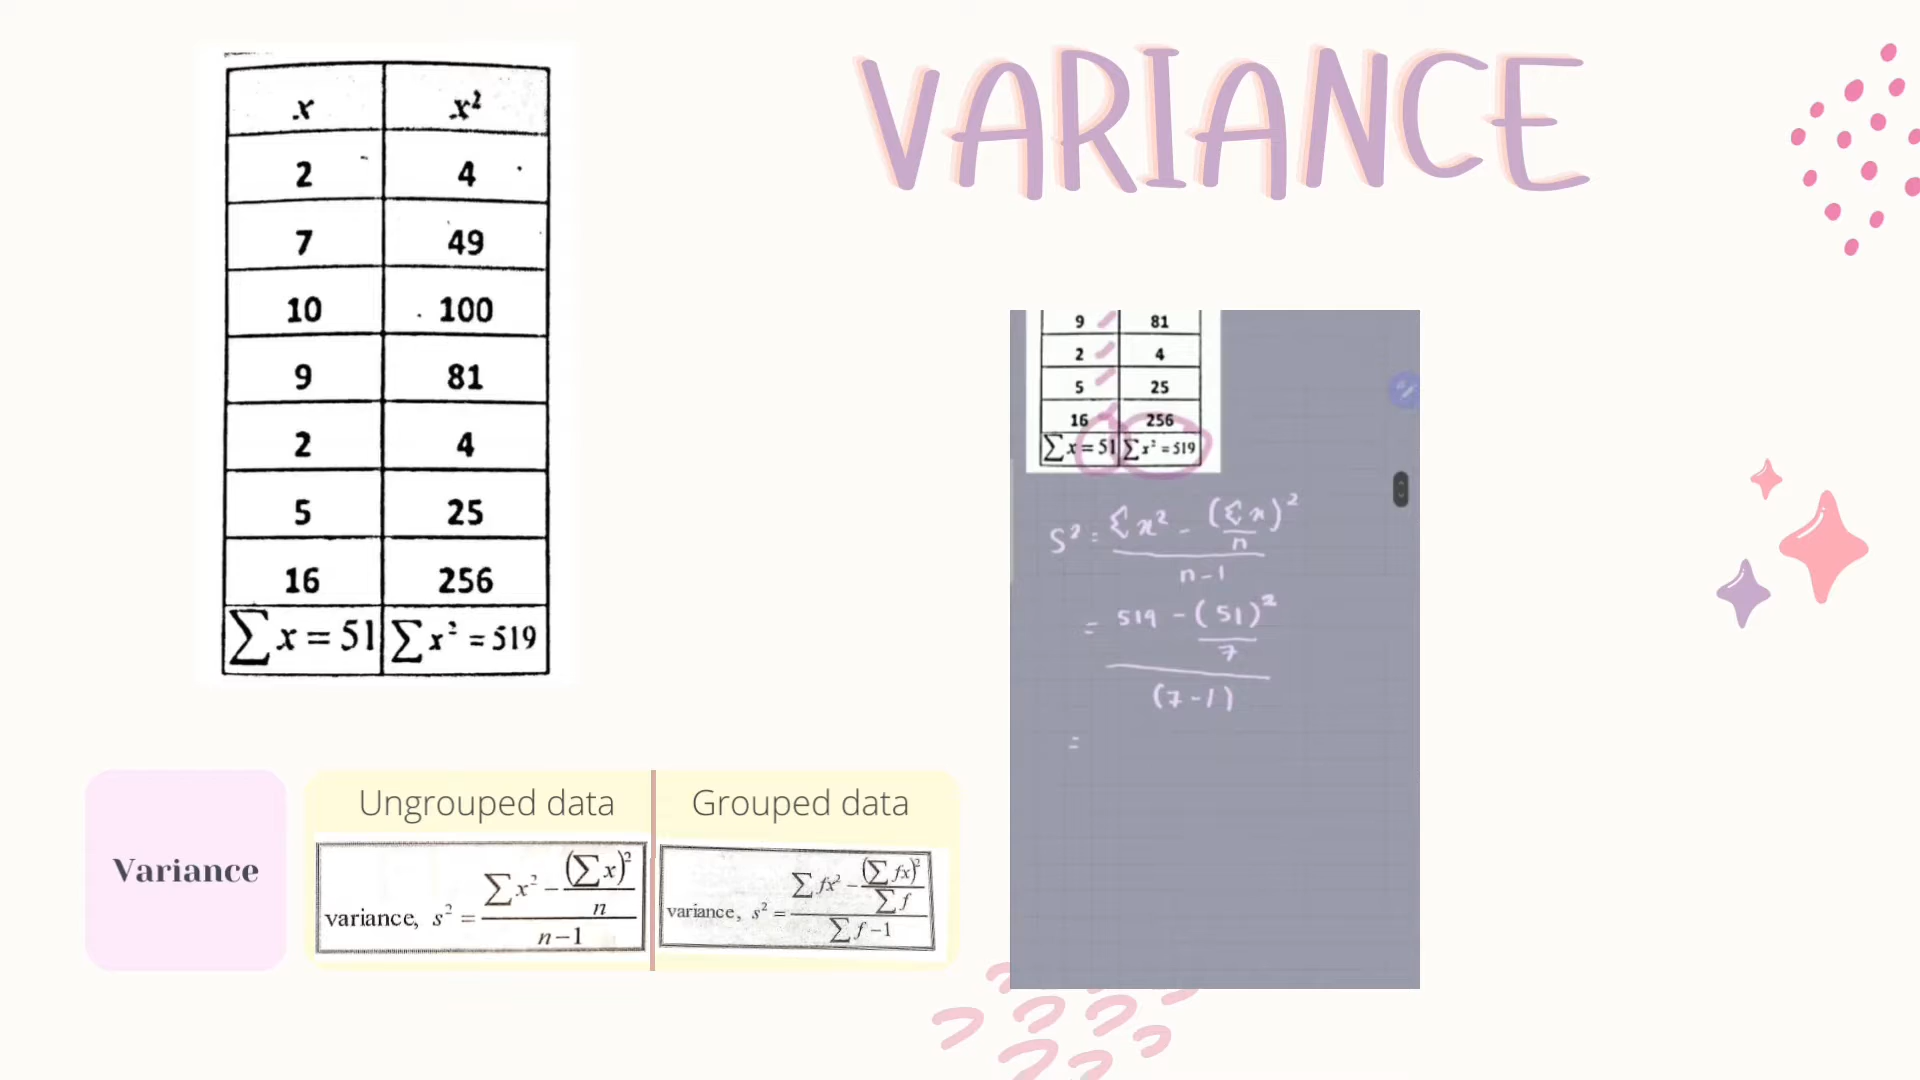 VARIANCE
x x²
2 4
7 49
10 100
9 81
2 4
5 25
16 256
∑x = 51 ∑x² = 519
9 81
2 4
5 25
16 256
∑x = 51 ∑x² = 519
S² = Σx² - (Σx)²
n
n-1
= 519 - (51)²
7
(7-1)
=
Variance
Ungrouped data Grouped data
variance, s² = ∑x² - (∑x)²
n
n-1
variance, s² = ∑fx² - (∑fx)²
∑f
∑f-1